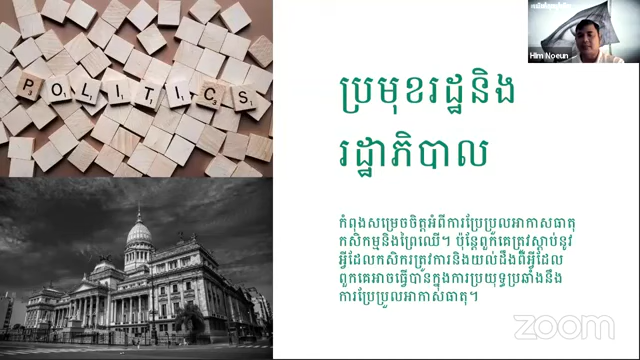 POLITICS
Him Noeun
ប្រមុខរដ្ឋនិង
រដ្ឋាភិបាល
កំពុងសម្រេចចិត្តអំពីការប្រែប្រួលអាកាសធាតុ
កសិកម្មនិងព្រៃឈើ។ ប៉ុន្តែពួកគេត្រូវស្តាប់នូវ
អ្វីដែលកសិករត្រូវការនិងយល់ដឹងពីអ្វីដែល
ពួកគេអាចធ្វើបានក្នុងការប្រយុទ្ធប្រឆាំងនឹង
ការប្រែប្រួលអាកាសធាតុ។
zoom